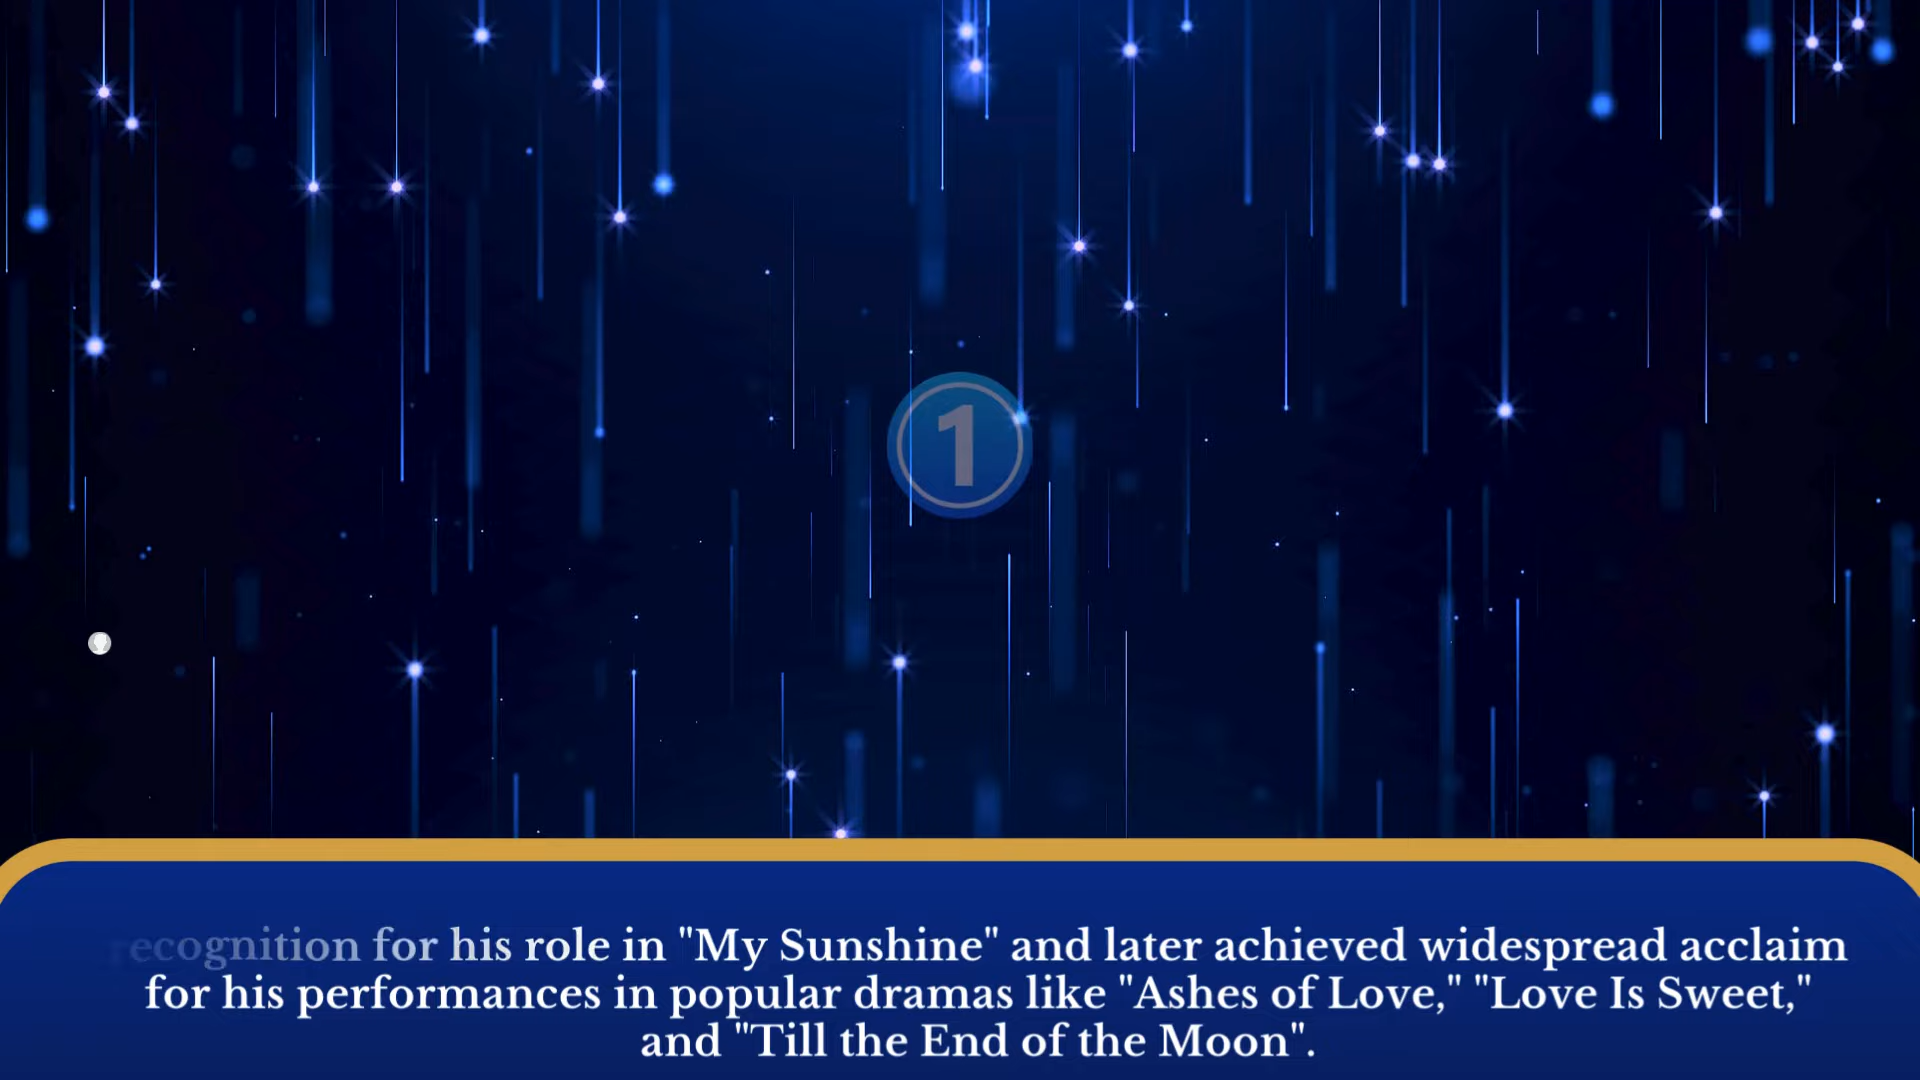 1
recognition for his role in "My Sunshine" and later achieved widespread acclaim
for his performances in popular dramas like "Ashes of Love," "Love Is Sweet,"
and "Till the End of the Moon".